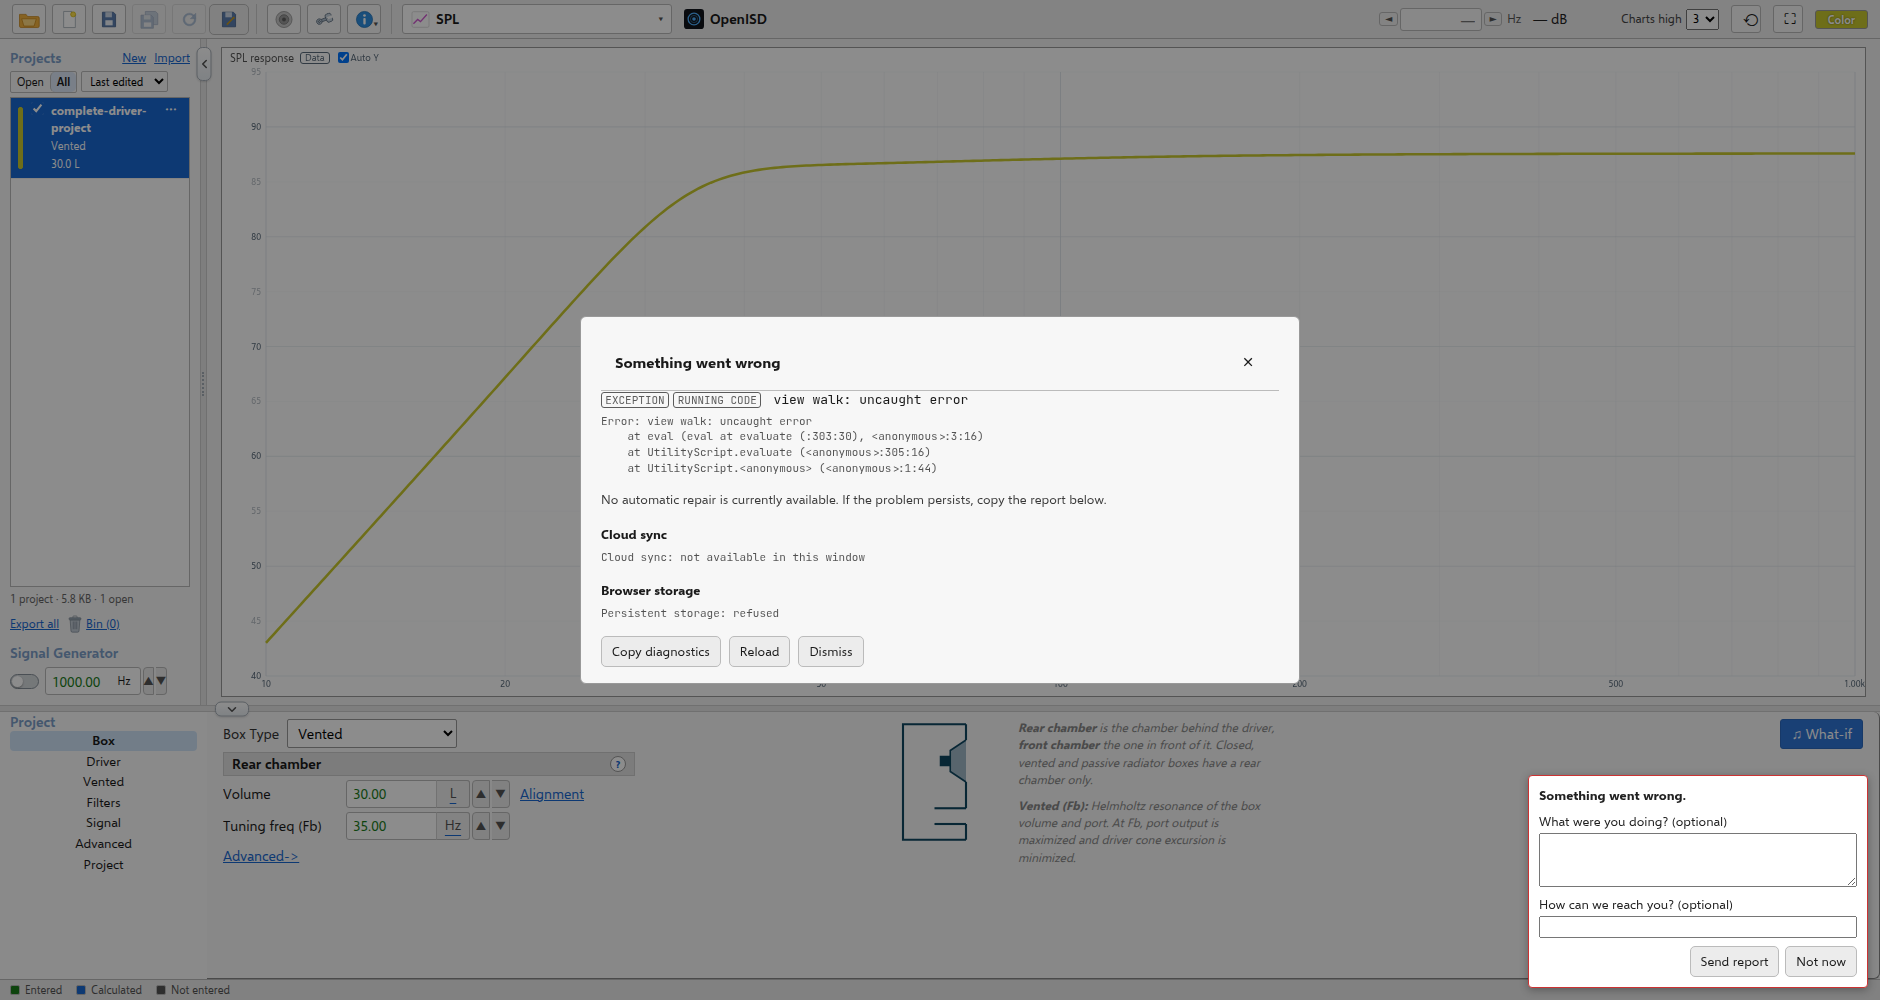 SPL
OpenISD
—
Hz
— dB
Charts high
3
Color
Projects
New
Import
Open
All
Last edited
complete-driver-project
Vented
30.0 L
1 project · 5.8 KB · 1 open
Export all
Bin (0)
Signal Generator
1000.00
Hz
SPL response
Data
Auto Y
95
90
85
80
75
70
65
60
55
50
45
40
10
20
200
500
1.00k
Something went wrong
×
EXCEPTION RUNNING CODE view walk: uncaught error
Error: view walk: uncaught error
at eval (eval at evaluate (:303:30), <anonymous>:3:16)
at UtilityScript.evaluate (<anonymous>:305:16)
at UtilityScript.<anonymous> (<anonymous>:1:44)
No automatic repair is currently available. If the problem persists, copy the report below.
Cloud sync
Cloud sync: not available in this window
Browser storage
Persistent storage: refused
Copy diagnostics
Reload
Dismiss
Project
Box
Driver
Vented
Filters
Signal
Advanced
Project
Box Type
Vented
Rear chamber
?
Volume
30.00
L
Alignment
Tuning freq (Fb)
35.00
Hz
Advanced->
Rear chamber is the chamber behind the driver,
front chamber the one in front of it. Closed,
vented and passive radiator boxes have a rear
chamber only.
Vented (Fb): Helmholtz resonance of the box
volume and port. At Fb, port output is
maximized and driver cone excursion is
minimized.
♫ What-if
Something went wrong.
What were you doing? (optional)
How can we reach you? (optional)
Send report
Not now
Entered
Calculated
Not entered